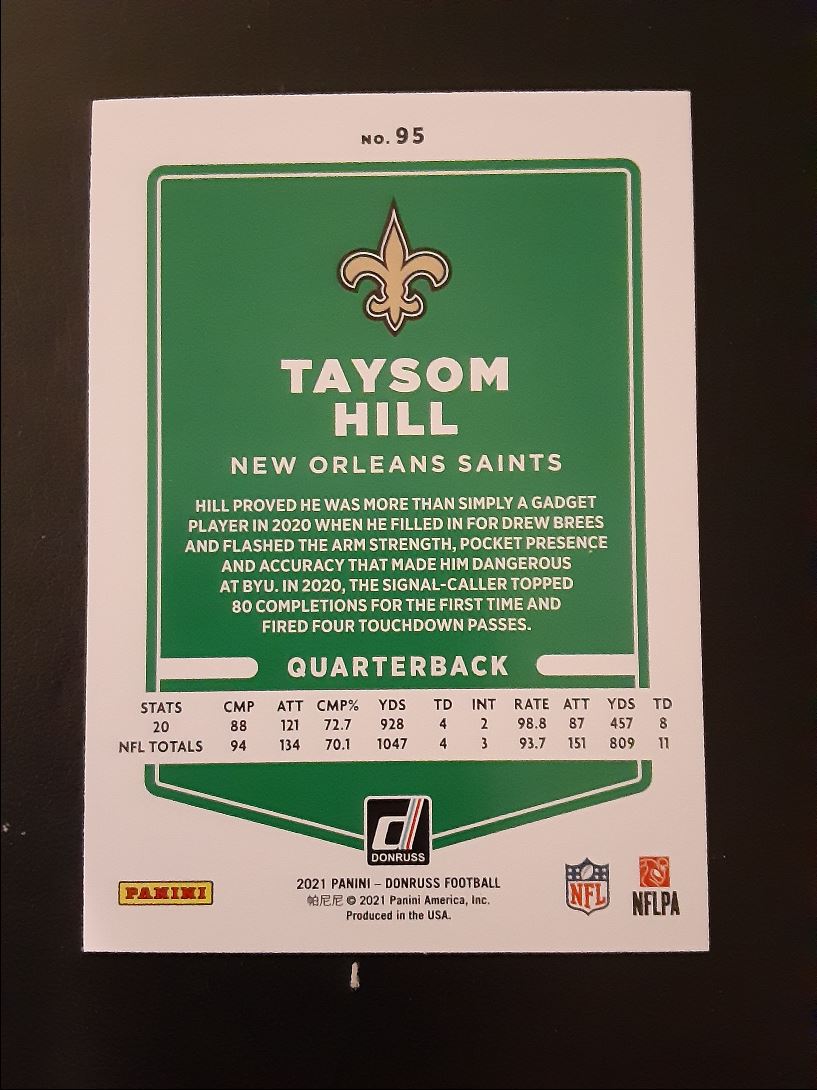 NO. 95
TAYSOM
HILL
NEW ORLEANS SAINTS
HILL PROVED HE WAS MORE THAN SIMPLY A GADGET
PLAYER IN 2020 WHEN HE FILLED IN FOR DREW BREES
AND FLASHED THE ARM STRENGTH, POCKET PRESENCE
AND ACCURACY THAT MADE HIM DANGEROUS
AT BYU. IN 2020, THE SIGNAL-CALLER TOPPED
80 COMPLETIONS FOR THE FIRST TIME AND
FIRED FOUR TOUCHDOWN PASSES.
QUARTERBACK
STATS CMP ATT CMP% YDS TD INT RATE ATT YDS TD
20 88 121 72.7 928 4 2 98.8 87 457 8
NFL TOTALS 94 134 70.1 1047 4 3 93.7 151 809 11
d
DONRUSS
PANINI
2021 PANINI – DONRUSS FOOTBALL
帕尼尼 © 2021 Panini America, Inc.
Produced in the USA.
NFL
NFLPA